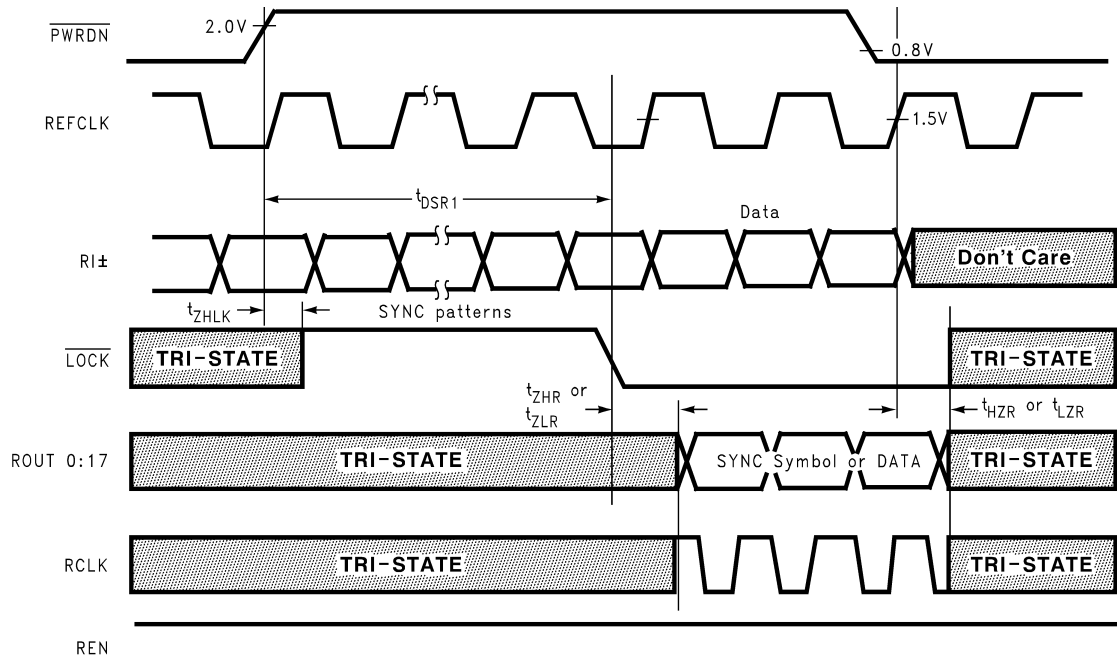 PWRDN
2.0V
0.8V
REFCLK
1.5V
tDSR1
Data
RI±
Don't Care
tZHLK
SYNC patterns
LOCK
TRI-STATE
TRI-STATE
tZHR or
tZLR
tHZR or tLZR
ROUT 0:17
TRI-STATE
SYNC Symbol or DATA
TRI-STATE
RCLK
TRI-STATE
TRI-STATE
REN